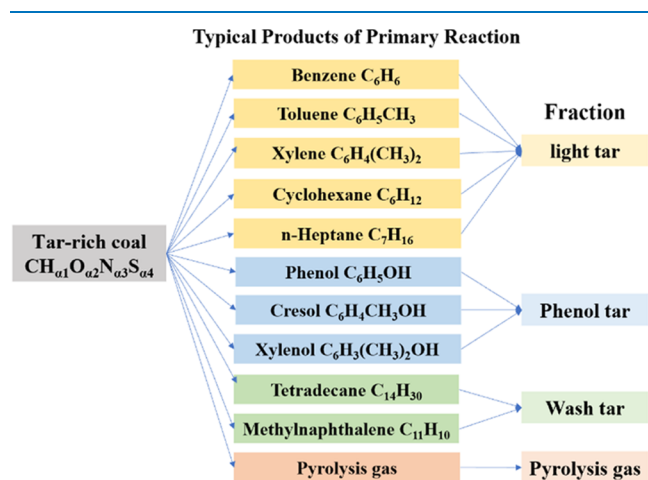 Typical Products of Primary Reaction
Benzene C₆H₆
Toluene C₆H₅CH₃
Xylene C₆H₄(CH₃)₂
Cyclohexane C₆H₁₂
n-Heptane C₇H₁₆
Phenol C₆H₅OH
Cresol C₆H₄CH₃OH
Xylenol C₆H₃(CH₃)₂OH
Tetradecane C₁₄H₃₀
Methylnaphthalene C₁₁H₁₀
Pyrolysis gas
Tar-rich coal
CHα₁Oα₂Nα₃Sα₄
Fraction
light tar
Phenol tar
Wash tar
Pyrolysis gas